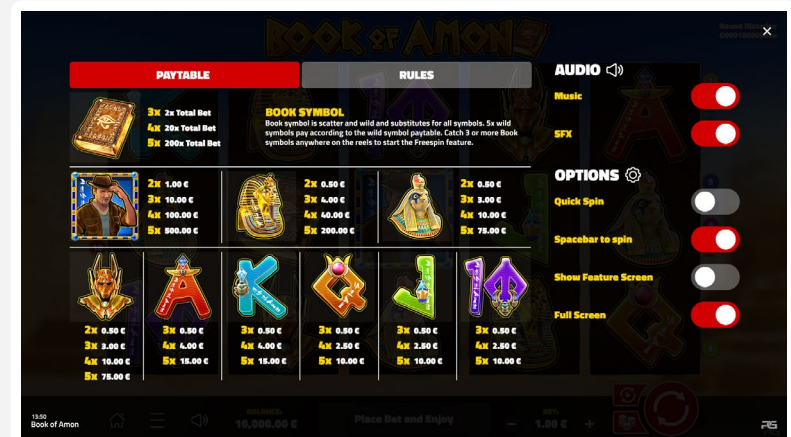 BOOK OF AMON
PAYTABLE
RULES
3x 2x Total Bet
4x 20x Total Bet
5x 200x Total Bet
BOOK SYMBOL
Book symbol is scatter and wild and substitutes for all symbols. 5x wild
symbols pay according to the wild symbol paytable. Catch 3 or more Book
symbols anywhere on the reels to start the Freespin feature.
2x 1.00 €
3x 10.00 €
4x 100.00 €
5x 500.00 €
2x 0.50 €
3x 4.00 €
4x 40.00 €
5x 200.00 €
2x 0.50 €
3x 3.00 €
4x 10.00 €
5x 75.00 €
2x 0.50 €
3x 3.00 €
4x 10.00 €
5x 75.00 €
A
3x 0.50 €
4x 4.00 €
5x 15.00 €
K
3x 0.50 €
4x 4.00 €
5x 15.00 €
Q
3x 0.50 €
4x 2.50 €
5x 10.00 €
J
3x 0.50 €
4x 2.50 €
5x 10.00 €
10
3x 0.50 €
4x 2.50 €
5x 10.00 €
AUDIO
Music
SFX
OPTIONS
Quick Spin
Spacebar to spin
Show Feature Screen
Full Screen
13:50
Book of Amon
BALANCE:
10,000.00 €
Place Bet and Enjoy
BET:
1.00 €